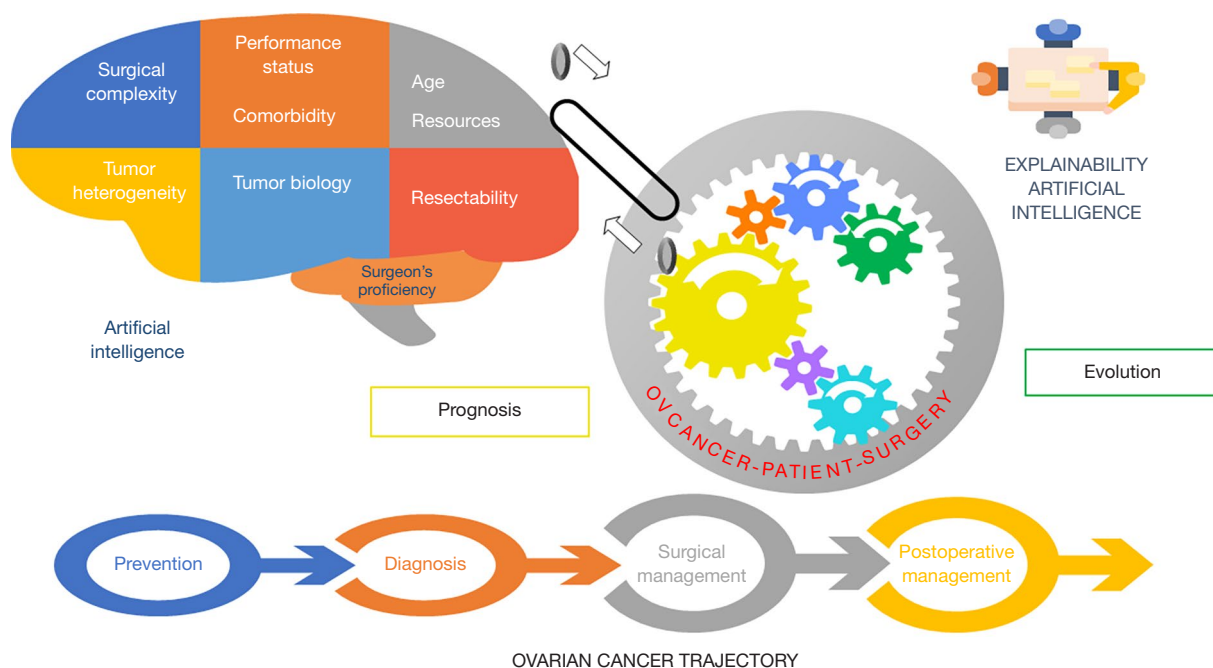 Surgical
complexity
Performance
status
Comorbidity
Age
Resources
Tumor
heterogeneity
Tumor biology
Resectability
Surgeon's
proficiency
Artificial
intelligence
EXPLAINABILITY
ARTIFICIAL
INTELLIGENCE
Prognosis
Evolution
OVCANCER-PATIENT-SURGERY
Prevention
Diagnosis
Surgical
management
Postoperative
management
OVARIAN CANCER TRAJECTORY